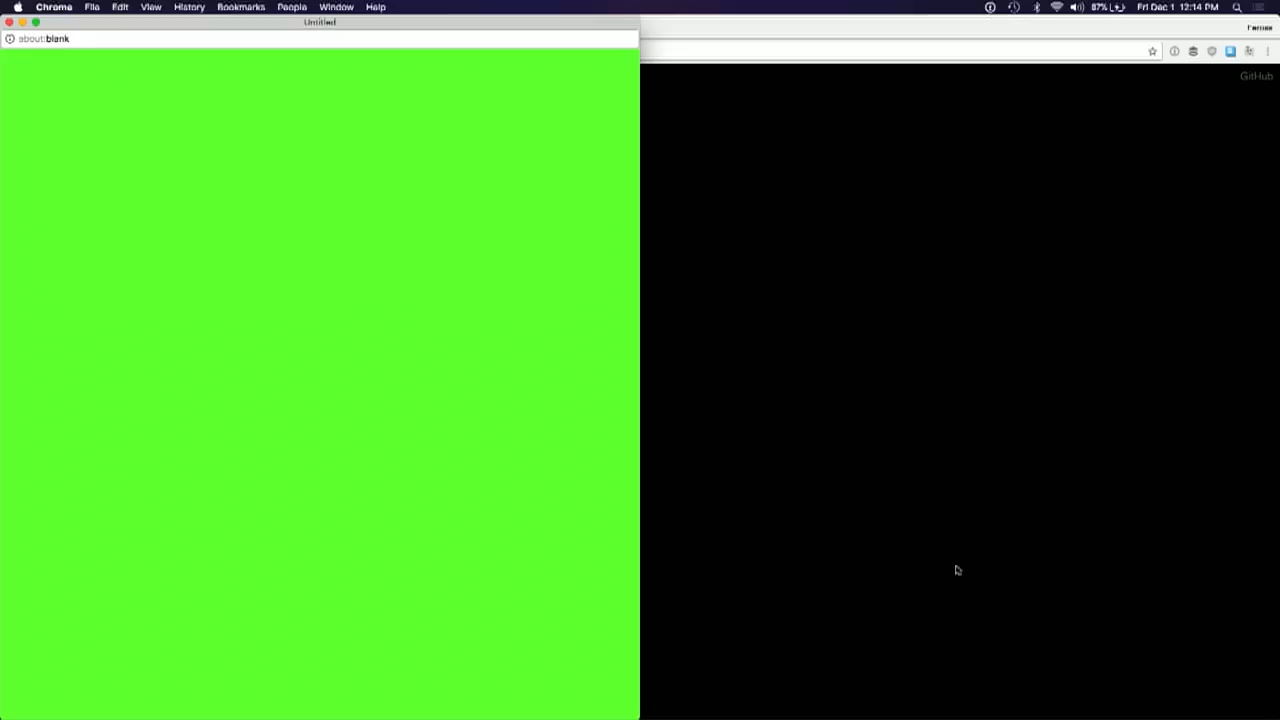 Chrome File Edit View History Bookmarks People Window Help 87% Fri Dec 1 12:14 PM
Untitled
about:blank
GitHub